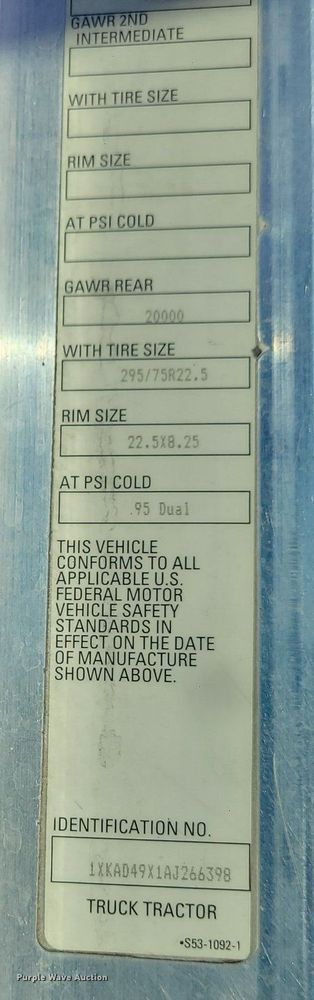 GAWR 2ND
INTERMEDIATE
WITH TIRE SIZE
RIM SIZE
AT PSI COLD
GAWR REAR
20000
WITH TIRE SIZE
295/75R22.5
RIM SIZE
22.5X8.25
AT PSI COLD
95 Dual
THIS VEHICLE
CONFORMS TO ALL
APPLICABLE U.S.
FEDERAL MOTOR
VEHICLE SAFETY
STANDARDS IN
EFFECT ON THE DATE
OF MANUFACTURE
SHOWN ABOVE.
IDENTIFICATION NO.
1XKAD49X1AJ266398
TRUCK TRACTOR
•S53-1092-1
Purple Wave Auction